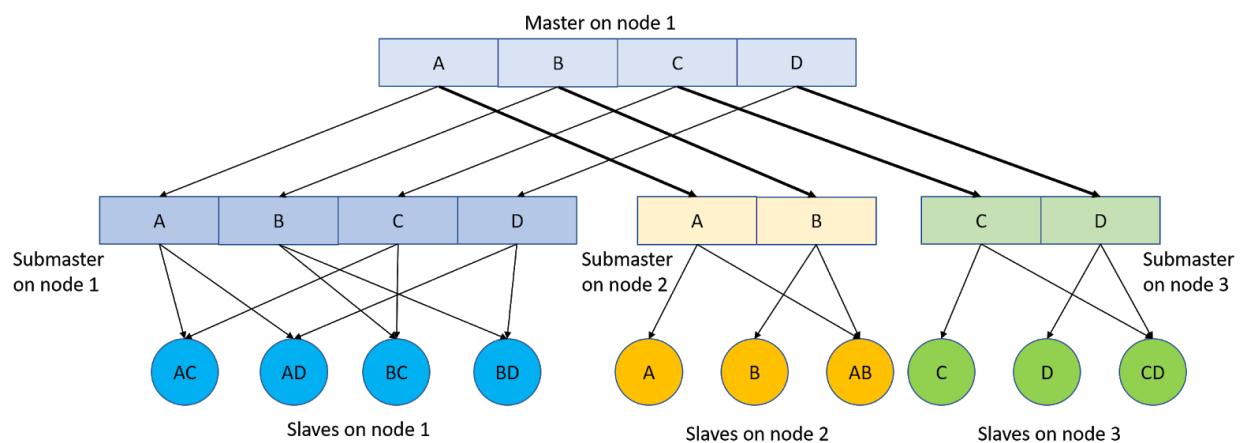 Master on node 1
A B C D
A B C D
A B
C D
Submaster
on node 1
Submaster
on node 2
Submaster
on node 3
AC AD BC BD
A B AB
C D CD
Slaves on node 1
Slaves on node 2
Slaves on node 3